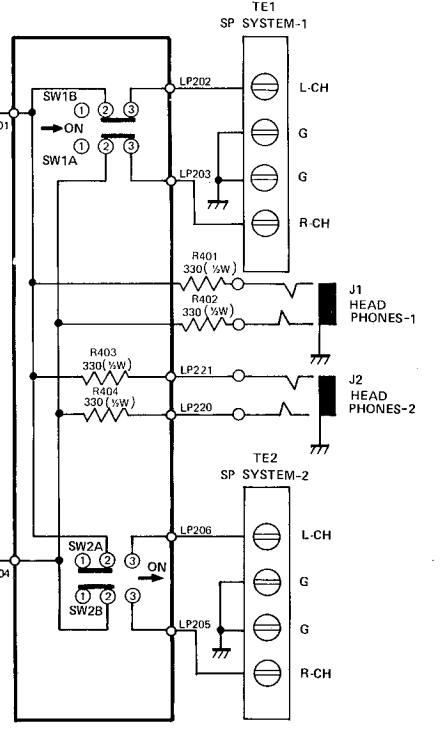 TE1
SP SYSTEM-1
SW1B
LP202
L-CH
① ② ③
01
ON
G
① ② ③
SW1A
LP203
G
R-CH
R401
330(½W)
J1
HEAD
PHONES-1
R402
330(½W)
R403
330(½W)
LP221
J2
HEAD
PHONES-2
R404
330(½W)
LP220
TE2
SP SYSTEM-2
LP206
L-CH
SW2A
① ② ③
ON
04
G
① ② ③
SW2B
LP205
G
R-CH